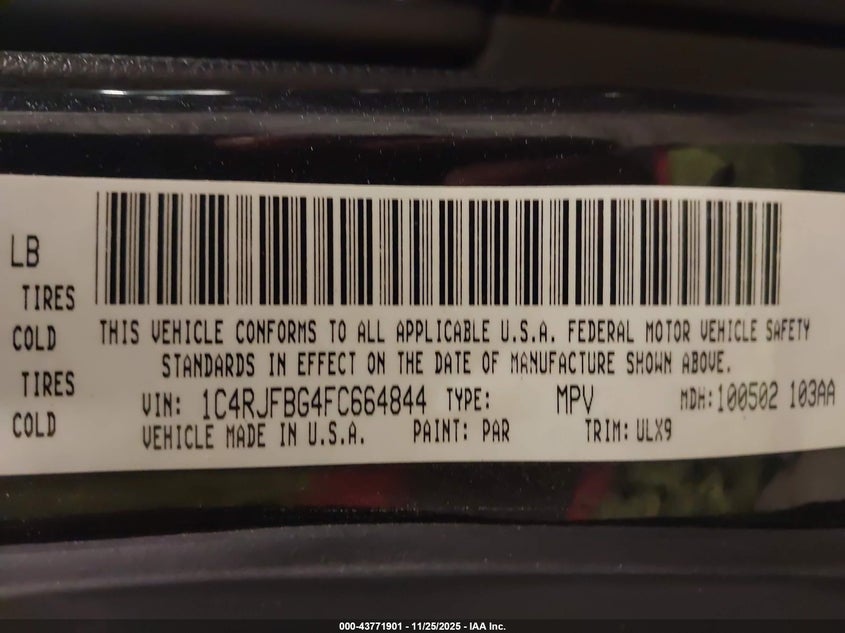 LB
TIRES
COLD
TIRES
COLD
THIS VEHICLE CONFORMS TO ALL APPLICABLE U.S.A. FEDERAL MOTOR VEHICLE SAFETY
STANDARDS IN EFFECT ON THE DATE OF MANUFACTURE SHOWN ABOVE.
VIN: 1C4RJFBG4FC664844 TYPE: MPV MDH:100502 103AA
VEHICLE MADE IN U.S.A. PAINT: PAR TRIM: ULX9
000-43771901 - 11/25/2025 - IAA Inc.